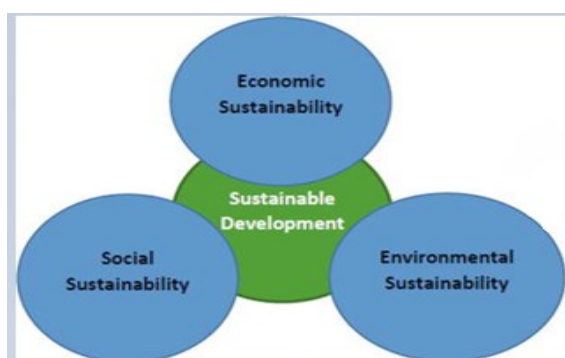 Economic
Sustainability
Sustainable
Development
Social
Sustainability
Environmental
Sustainability